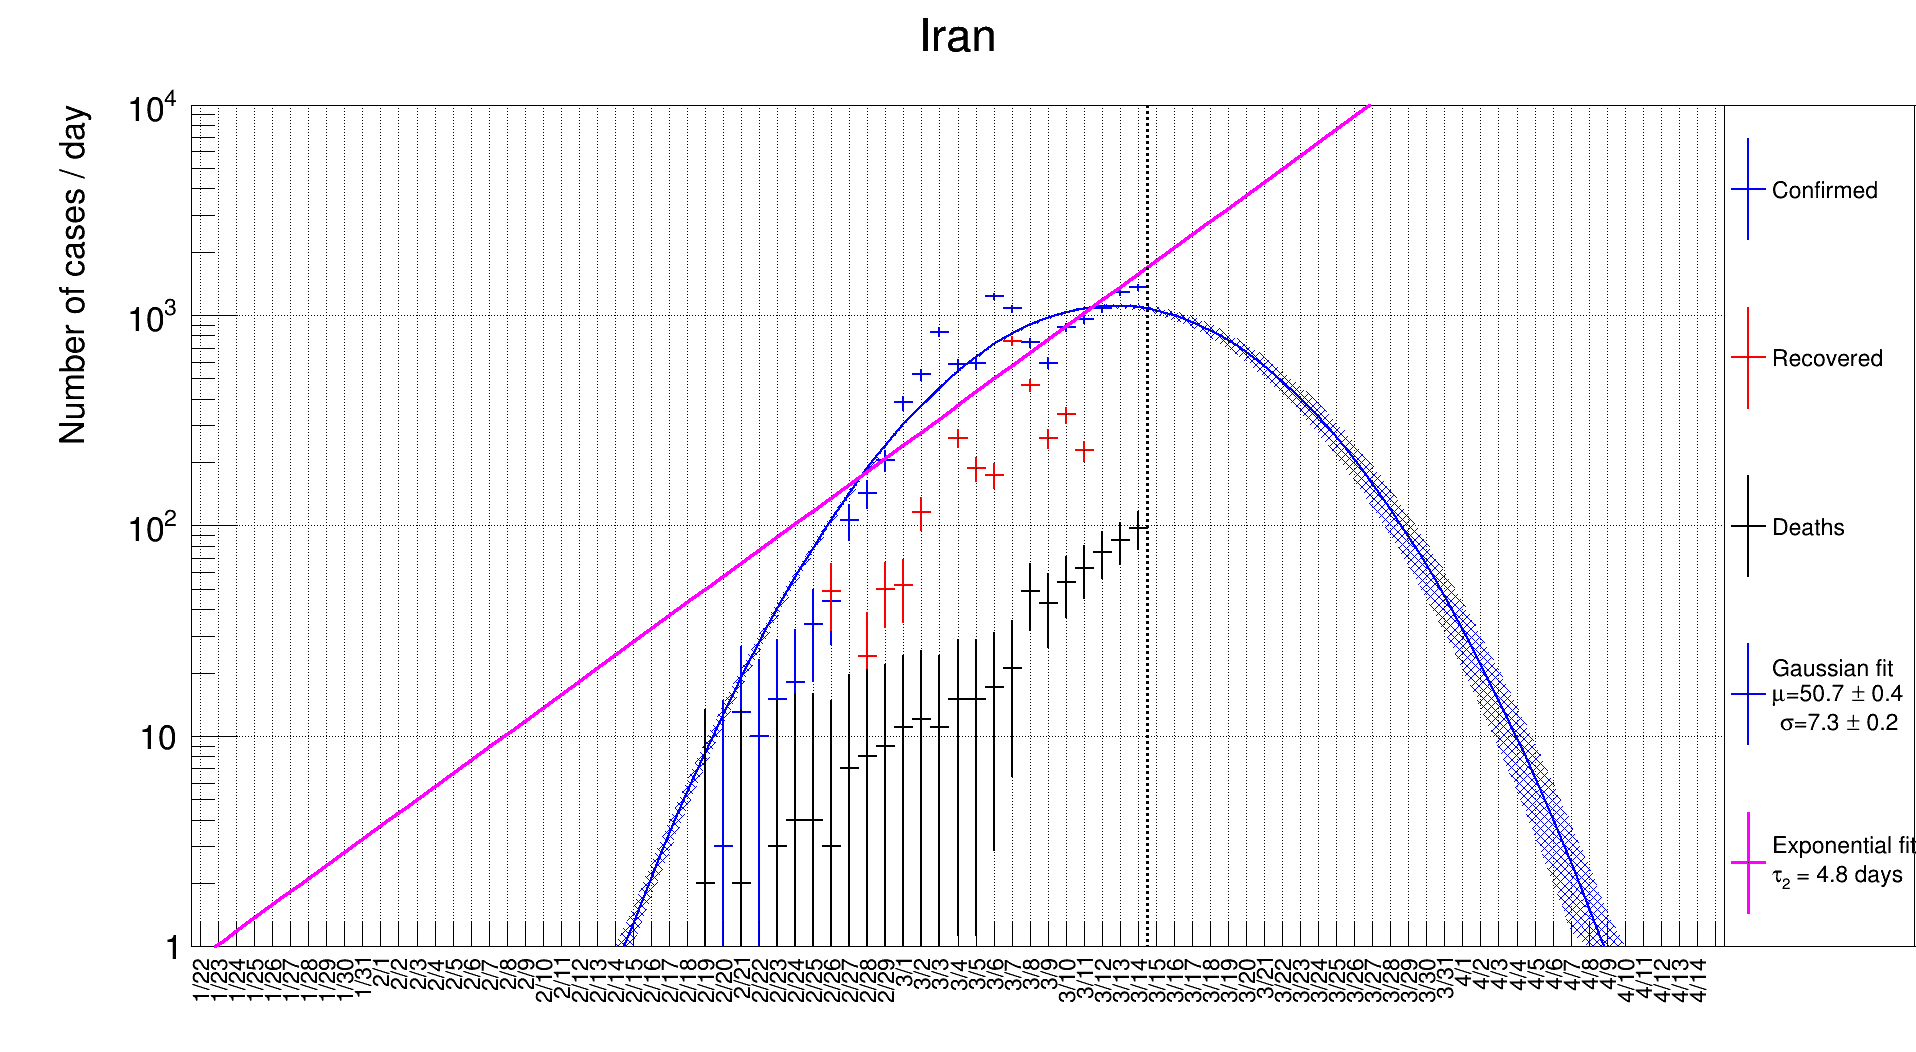 Iran
Number of cases / day
10⁴
10³
10²
10
1
1/22 1/23 1/24 1/25 1/26 1/27 1/28 1/29 1/30 1/31 2/1 2/2 2/3 2/4 2/5 2/6 2/7 2/8 2/9 2/10 2/11 2/12 2/13 2/14 2/15 2/16 2/17 2/18 2/19 2/20 2/21 2/22 2/23 2/24 2/25 2/26 2/27 2/28 2/29 3/1 3/2 3/3 3/4 3/5 3/6 3/7 3/8 3/9 3/10 3/11 3/12 3/13 3/14 3/15 3/16 3/17 3/18 3/19 3/20 3/21 3/22 3/23 3/24 3/25 3/26 3/27 3/28 3/29 3/30 3/31 4/1 4/2 4/3 4/4 4/5 4/6 4/7 4/8 4/9 4/10 4/11 4/12 4/13 4/14
Confirmed
Recovered
Deaths
Gaussian fit
μ=50.7 ± 0.4
σ=7.3 ± 0.2
Exponential fit
τ₂ = 4.8 days